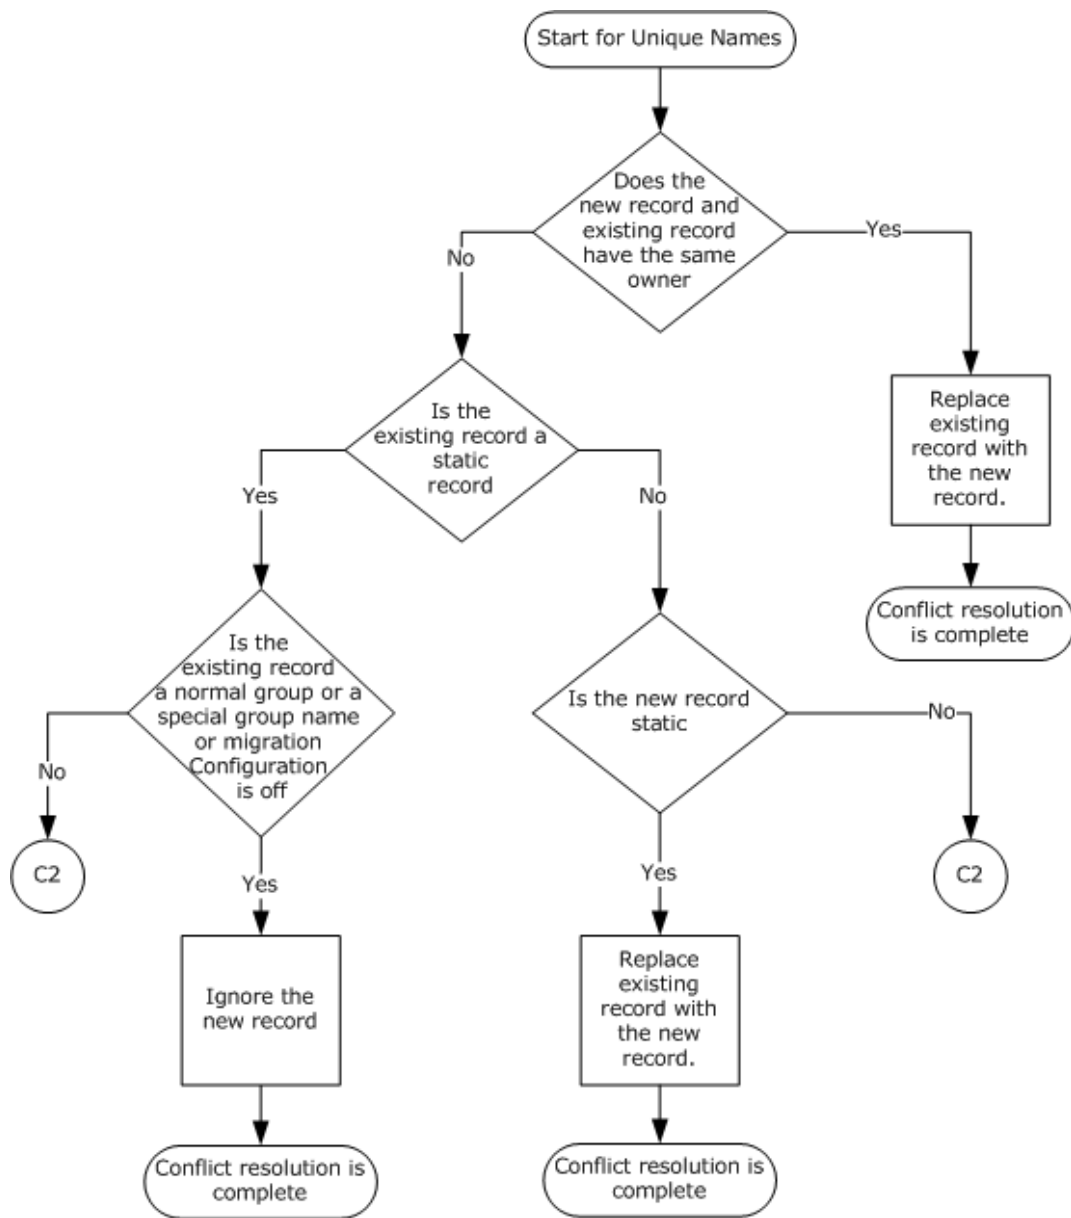 Start for Unique Names
Does the
new record and
existing record
have the same
owner
Yes
No
Is the
existing record a
static
record
Replace
existing
record with
the new
record.
Yes
No
Conflict resolution
is complete
Is the
existing record
a normal group or a
special group name
or migration
Configuration
is off
Is the new record
static
No
No
C2
Yes
Yes
C2
Ignore the
new record
Replace
existing
record with
the new
record.
Conflict resolution is
complete
Conflict resolution is
complete